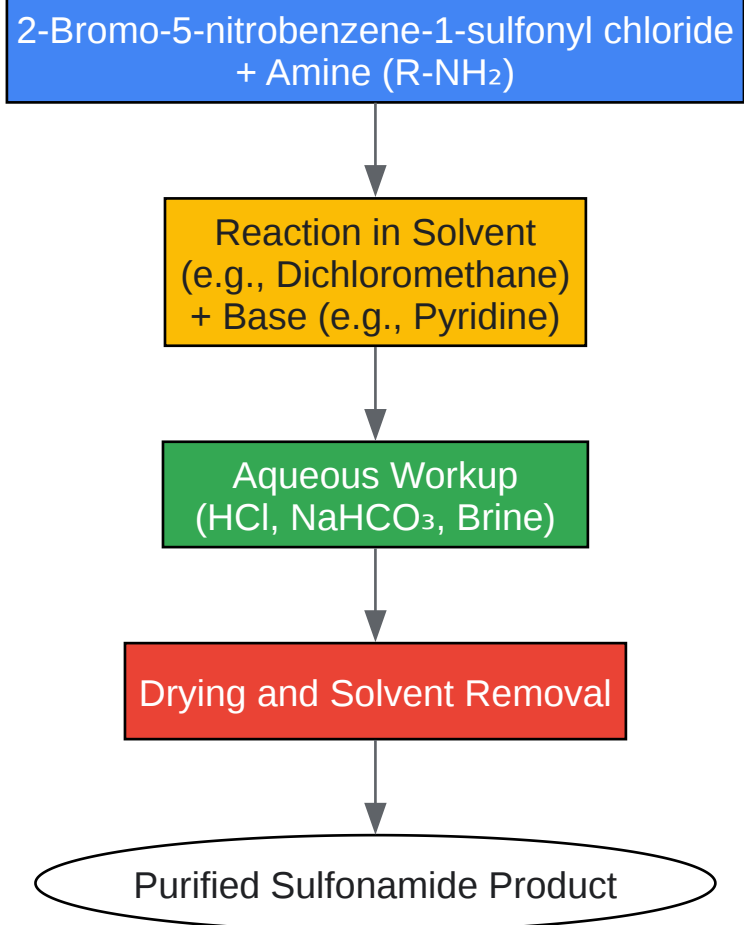 2-Bromo-5-nitrobenzene-1-sulfonyl chloride
+ Amine (R-NH₂)
Reaction in Solvent
(e.g., Dichloromethane)
+ Base (e.g., Pyridine)
Aqueous Workup
(HCl, NaHCO₃, Brine)
Drying and Solvent Removal
Purified Sulfonamide Product